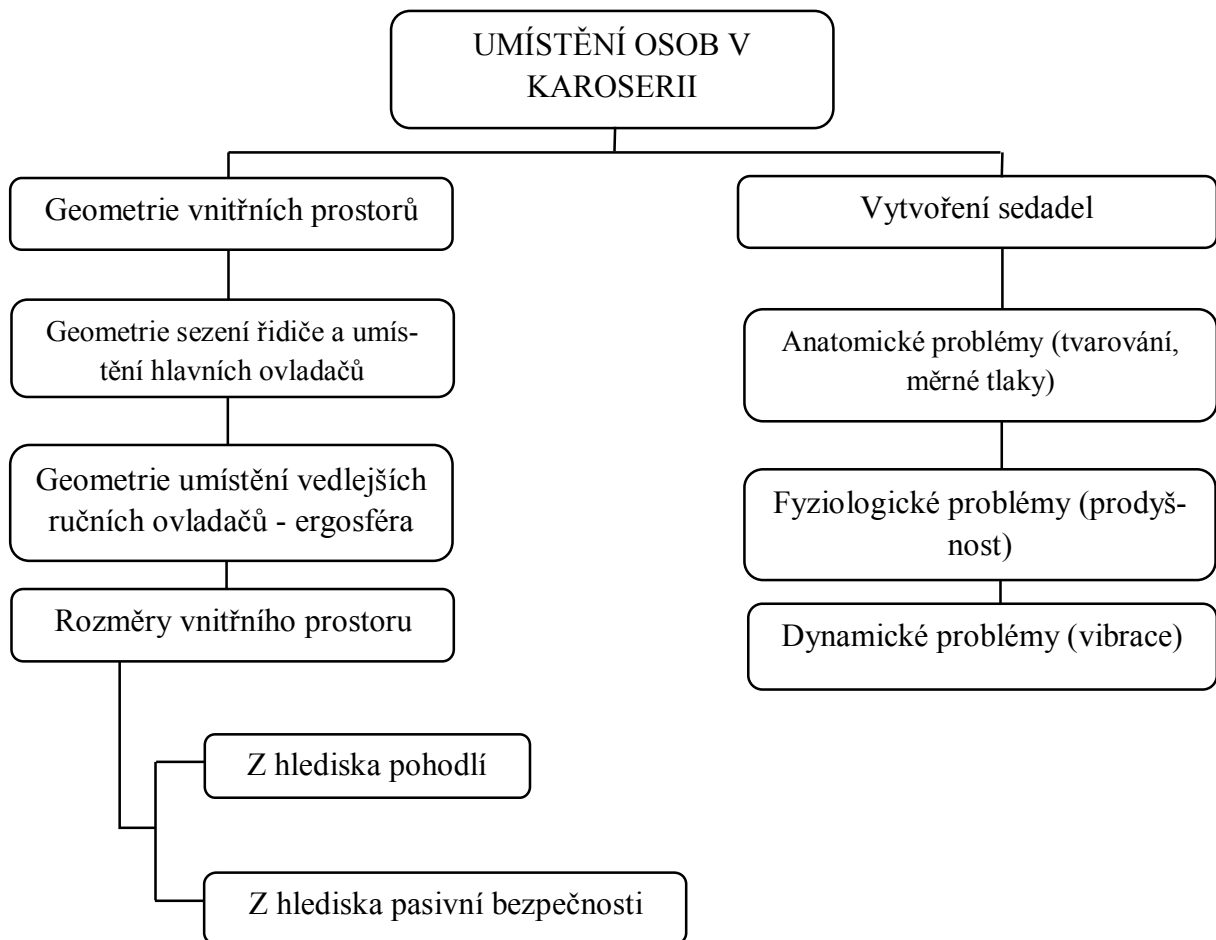 UMÍSTĚNÍ OSOB V
KAROSERII
Geometrie vnitřních prostorů
Geometrie sezení řidiče a umís-
tění hlavních ovladačů
Geometrie umístění vedlejších
ručních ovladačů - ergosféra
Rozměry vnitřního prostoru
Z hlediska pohodlí
Z hlediska pasivní bezpečnosti
Vytvoření sedadel
Anatomické problémy (tvarování,
měrné tlaky)
Fyziologické problémy (prodyš-
nost)
Dynamické problémy (vibrace)